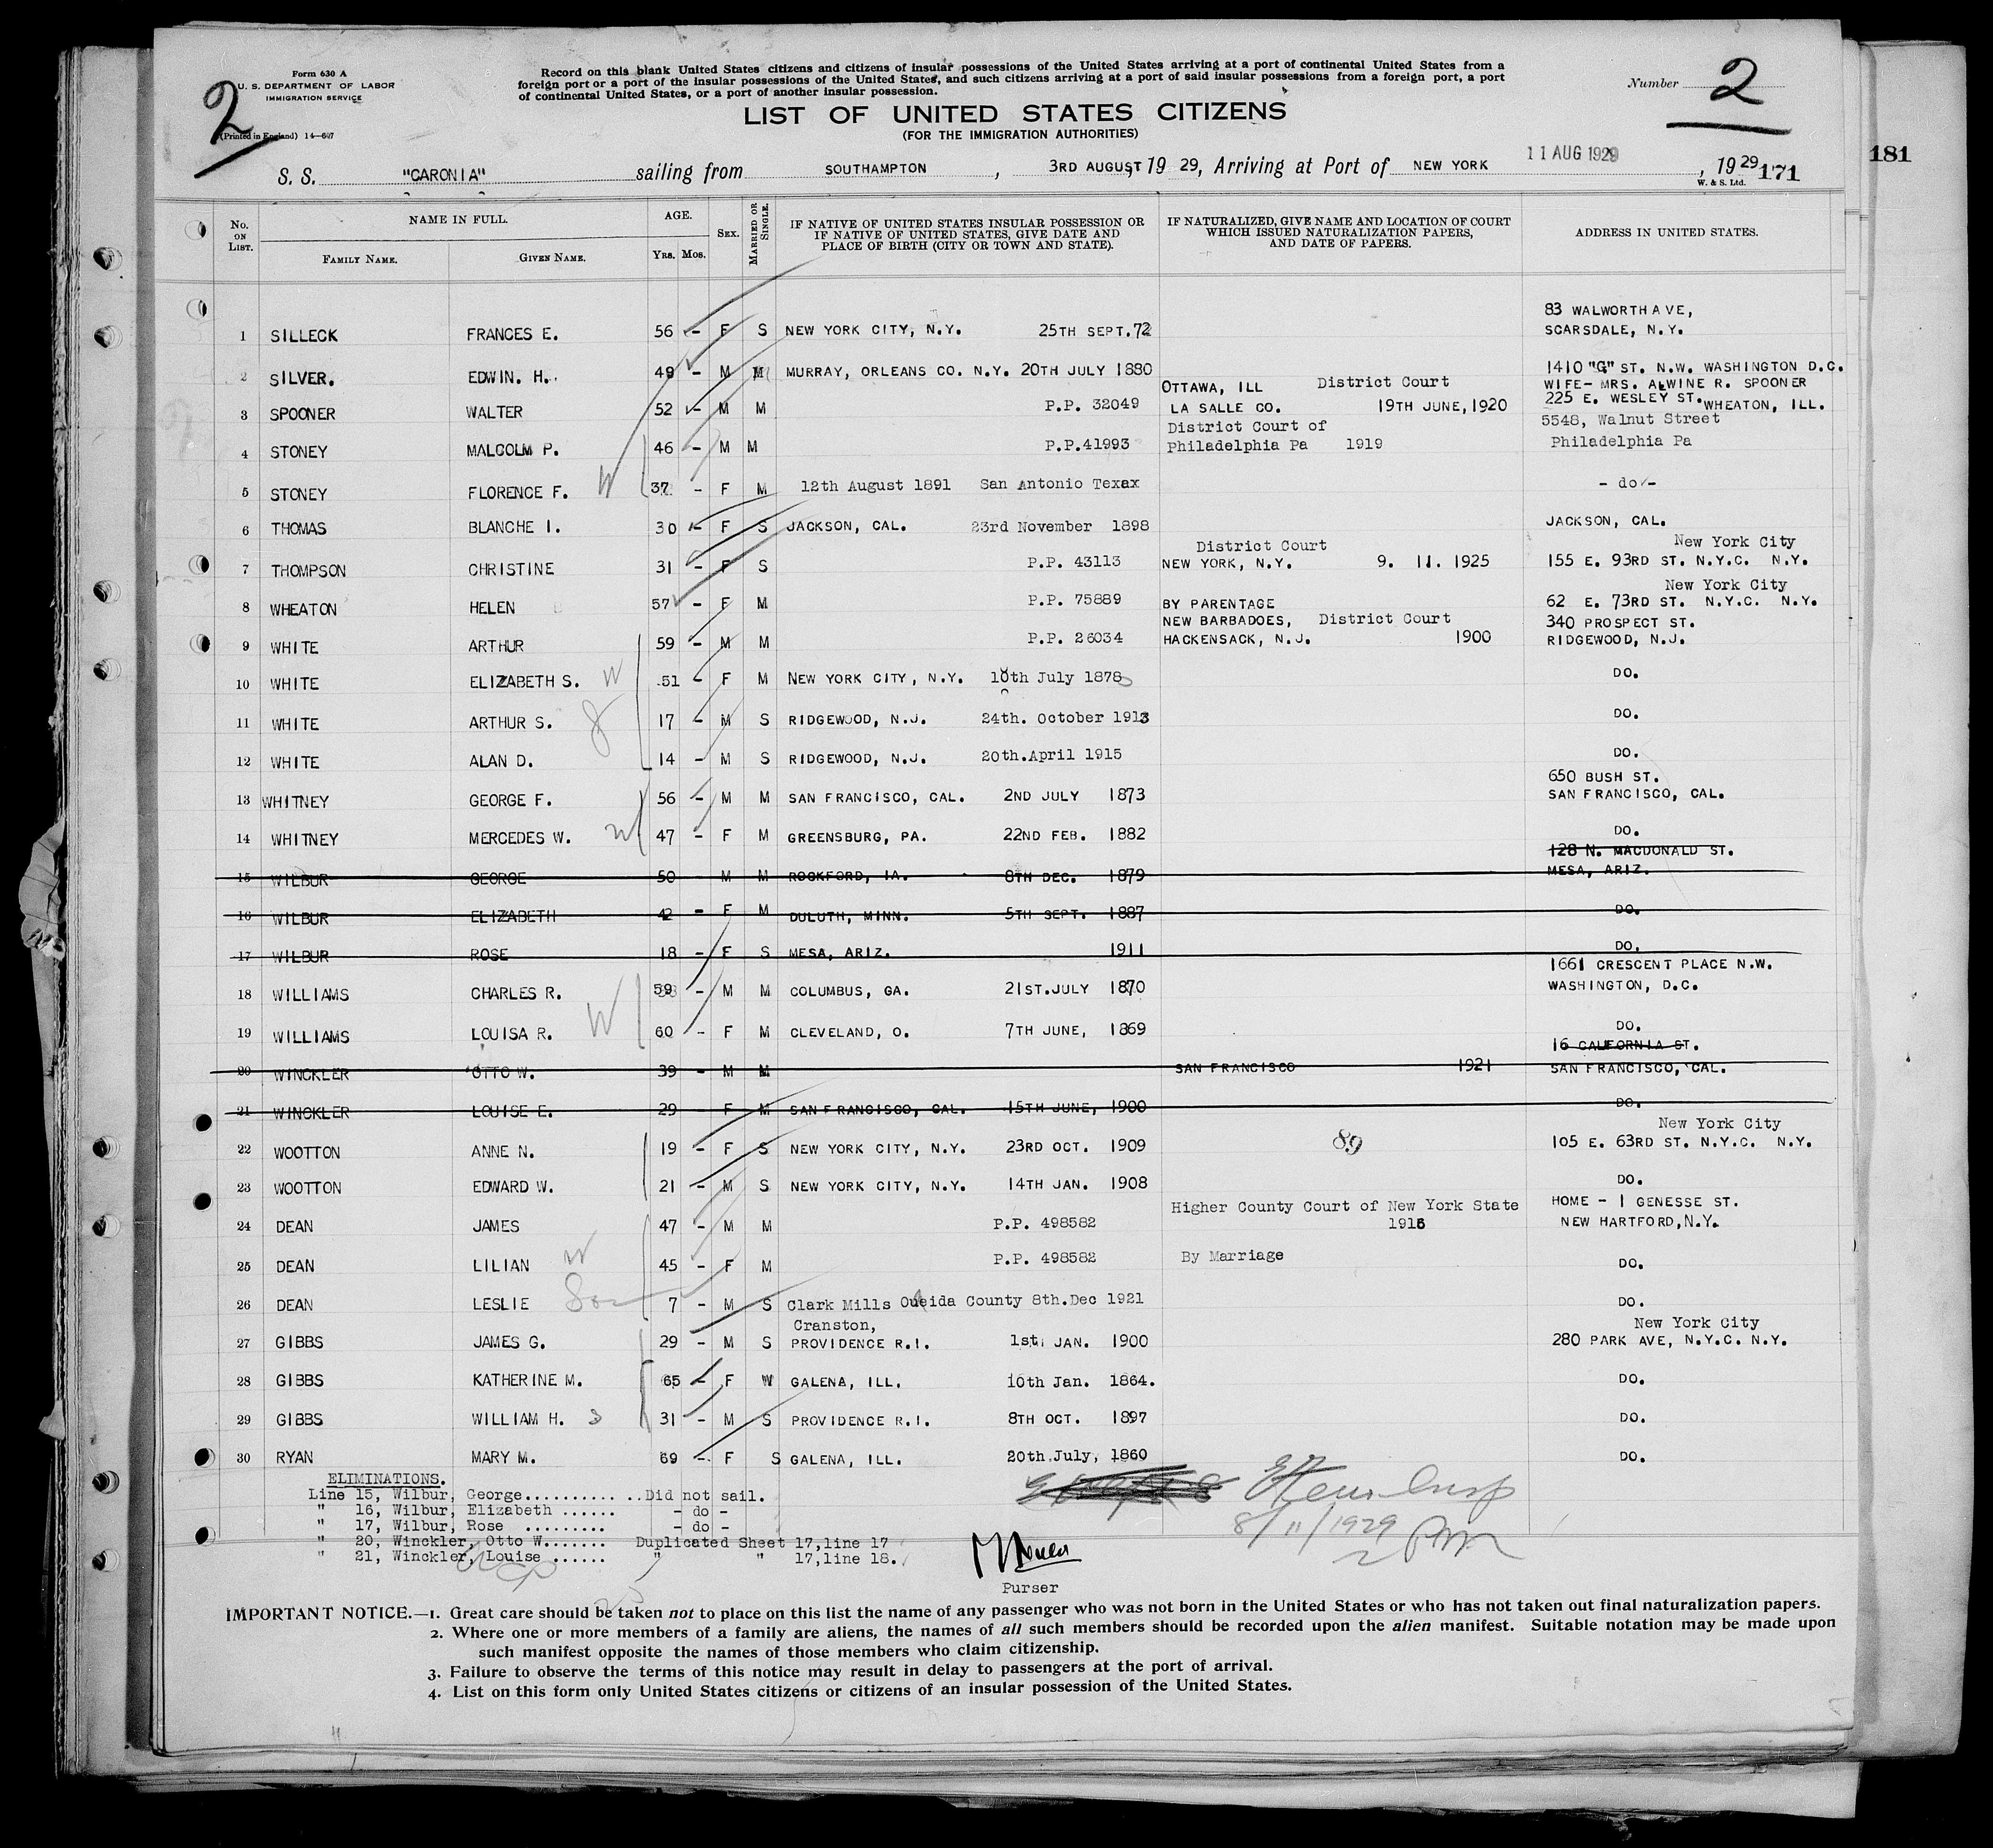 Form 630 A
U. S. DEPARTMENT OF LABOR
IMMIGRATION SERVICE
(Printed in England) 14—607
2
Record on this blank United States citizens and citizens of insular possessions of the United States arriving at a port of continental United States from a
foreign port or a port of the insular possessions of the United States, and such citizens arriving at a port of said insular possessions from a foreign port, a port
of continental United States, or a port of another insular possession.
LIST OF UNITED STATES CITIZENS
(FOR THE IMMIGRATION AUTHORITIES)
Number 2
S. S. "CARONIA" sailing from SOUTHAMPTON, 3RD AUGUST, 19 29, Arriving at Port of NEW YORK 11 AUG 1929, 19 29
W. & S. Ltd.
171
181
No. ON LIST. NAME IN FULL. FAMILY NAME. GIVEN NAME. AGE. Yrs. Mos. SEX. MARRIED OR SINGLE. IF NATIVE OF UNITED STATES INSULAR POSSESSION OR IF NATIVE OF UNITED STATES, GIVE DATE AND PLACE OF BIRTH (CITY OR TOWN AND STATE). IF NATURALIZED, GIVE NAME AND LOCATION OF COURT WHICH ISSUED NATURALIZATION PAPERS, AND DATE OF PAPERS. ADDRESS IN UNITED STATES.
83 WALWORTH AVE,
1 SILLECK FRANCES E. 56 - F S NEW YORK CITY, N.Y. 25TH SEPT.72 SCARSDALE, N.Y.
2 SILVER. EDWIN. H. 49 - M M MURRAY, ORLEANS CO. N.Y. 20TH JULY 1880 1410 "G" ST. N.W. WASHINGTON D.C.
OTTAWA, ILL District Court WIFE- MRS. ALWINE R. SPOONER
3 SPOONER WALTER 52 - M M P.P. 32049 LA SALLE CO. 19TH JUNE, 1920 225 E. WESLEY ST. WHEATON, ILL.
District Court of 5548, Walnut Street
4 STONEY MALCOLM P. 46 - M M P.P.41993 Philadelphia Pa 1919 Philadelphia Pa
5 STONEY FLORENCE F. W 37 - F M 12th August 1891 San Antonio Texax - do -
6 THOMAS BLANCHE I. 30 - F S JACKSON, CAL. 23rd November 1898 JACKSON, CAL.
District Court New York City
7 THOMPSON CHRISTINE 31 - F S P.P. 43113 NEW YORK, N.Y. 9. 11. 1925 155 E. 93RD ST. N.Y.C. N.Y.
New York City
8 WHEATON HELEN 57 - F M P.P. 75889 BY PARENTAGE 62 E. 73RD ST. N.Y.C. N.Y.
NEW BARBADOES, District Court 340 PROSPECT ST.
9 WHITE ARTHUR 59 - M M P.P. 26034 HACKENSACK, N.J. 1900 RIDGEWOOD, N.J.
10 WHITE ELIZABETH S. W 51 - F M NEW YORK CITY, N.Y. 10th July 1878 DO.
11 WHITE ARTHUR S. 17 - M S RIDGEWOOD, N.J. 24th. October 1913 DO.
12 WHITE ALAN D. 14 - M S RIDGEWOOD, N.J. 20th.April 1915 DO.
650 BUSH ST.
13 WHITNEY GEORGE F. 56 - M M SAN FRANCISCO, CAL. 2ND JULY 1873 SAN FRANCISCO, CAL.
14 WHITNEY MERCEDES W. W 47 - F M GREENSBURG, PA. 22ND FEB. 1882 DO.
128 N. MACDONALD ST.
15 WILBUR GEORGE 50 - M M ROCKFORD, IA. 8TH DEC. 1879 MESA, ARIZ.
16 WILBUR ELIZABETH 42 - F M DULUTH, MINN. 5TH SEPT. 1887 DO.
17 WILBUR ROSE 18 - F S MESA, ARIZ. 1911 DO.
1661 CRESCENT PLACE N.W.
18 WILLIAMS CHARLES R. 59 - M M COLUMBUS, GA. 21ST.JULY 1870 WASHINGTON, D.C.
W
19 WILLIAMS LOUISA R. 60 - F M CLEVELAND, O. 7TH JUNE, 1869 DO.
16 CALIFORNIA ST.
20 WINCKLER OTTO W. 39 - M M SAN FRANCISCO 1921 SAN FRANCISCO, CAL.
21 WINCKLER LOUISE E. 29 - F M SAN FRANCISCO, CAL. 15TH JUNE, 1900 DO.
New York City
22 WOOTTON ANNE N. 19 - F S NEW YORK CITY, N.Y. 23RD OCT. 1909 89 105 E. 63RD ST. N.Y.C. N.Y.
23 WOOTTON EDWARD W. 21 - M S NEW YORK CITY, N.Y. 14TH JAN. 1908 DO.
Higher County Court of New York State HOME - 1 GENESSE ST.
24 DEAN JAMES 47 - M M P.P. 498582 1916 NEW HARTFORD, N.Y.
25 DEAN LILIAN W 45 - F M P.P. 498582 By Marriage DO.
26 DEAN LESLIE Son 7 - M S Clark Mills Oneida County 8th.Dec 1921 DO.
Cranston, New York City
27 GIBBS JAMES G. 29 - M S PROVIDENCE R.I. 1st. JAN. 1900 280 PARK AVE, N.Y.C. N.Y.
28 GIBBS KATHERINE M. 65 - F W GALENA, ILL. 10th Jan. 1864. DO.
29 GIBBS WILLIAM H. S 31 - M S PROVIDENCE R.I. 8TH OCT. 1897 DO.
30 RYAN MARY M. 69 - F S GALENA, ILL. 20th.July, 1860 DO.
ELIMINATIONS.
Line 15, Wilbur, George.......... ..Did not sail.
" 16, Wilbur, Elizabeth ...... - do -
" 17, Wilbur, Rose ......... - do -
" 20, Winckler, Otto W....... Duplicated Sheet 17,line 17
" 21, Winckler, Louise ...... " " 17,line 18.
8/11/1929
2 PM
Purser
IMPORTANT NOTICE.—1. Great care should be taken not to place on this list the name of any passenger who was not born in the United States or who has not taken out final naturalization papers.
2. Where one or more members of a family are aliens, the names of all such members should be recorded upon the alien manifest. Suitable notation may be made upon
such manifest opposite the names of those members who claim citizenship.
3. Failure to observe the terms of this notice may result in delay to passengers at the port of arrival.
4. List on this form only United States citizens or citizens of an insular possession of the United States.